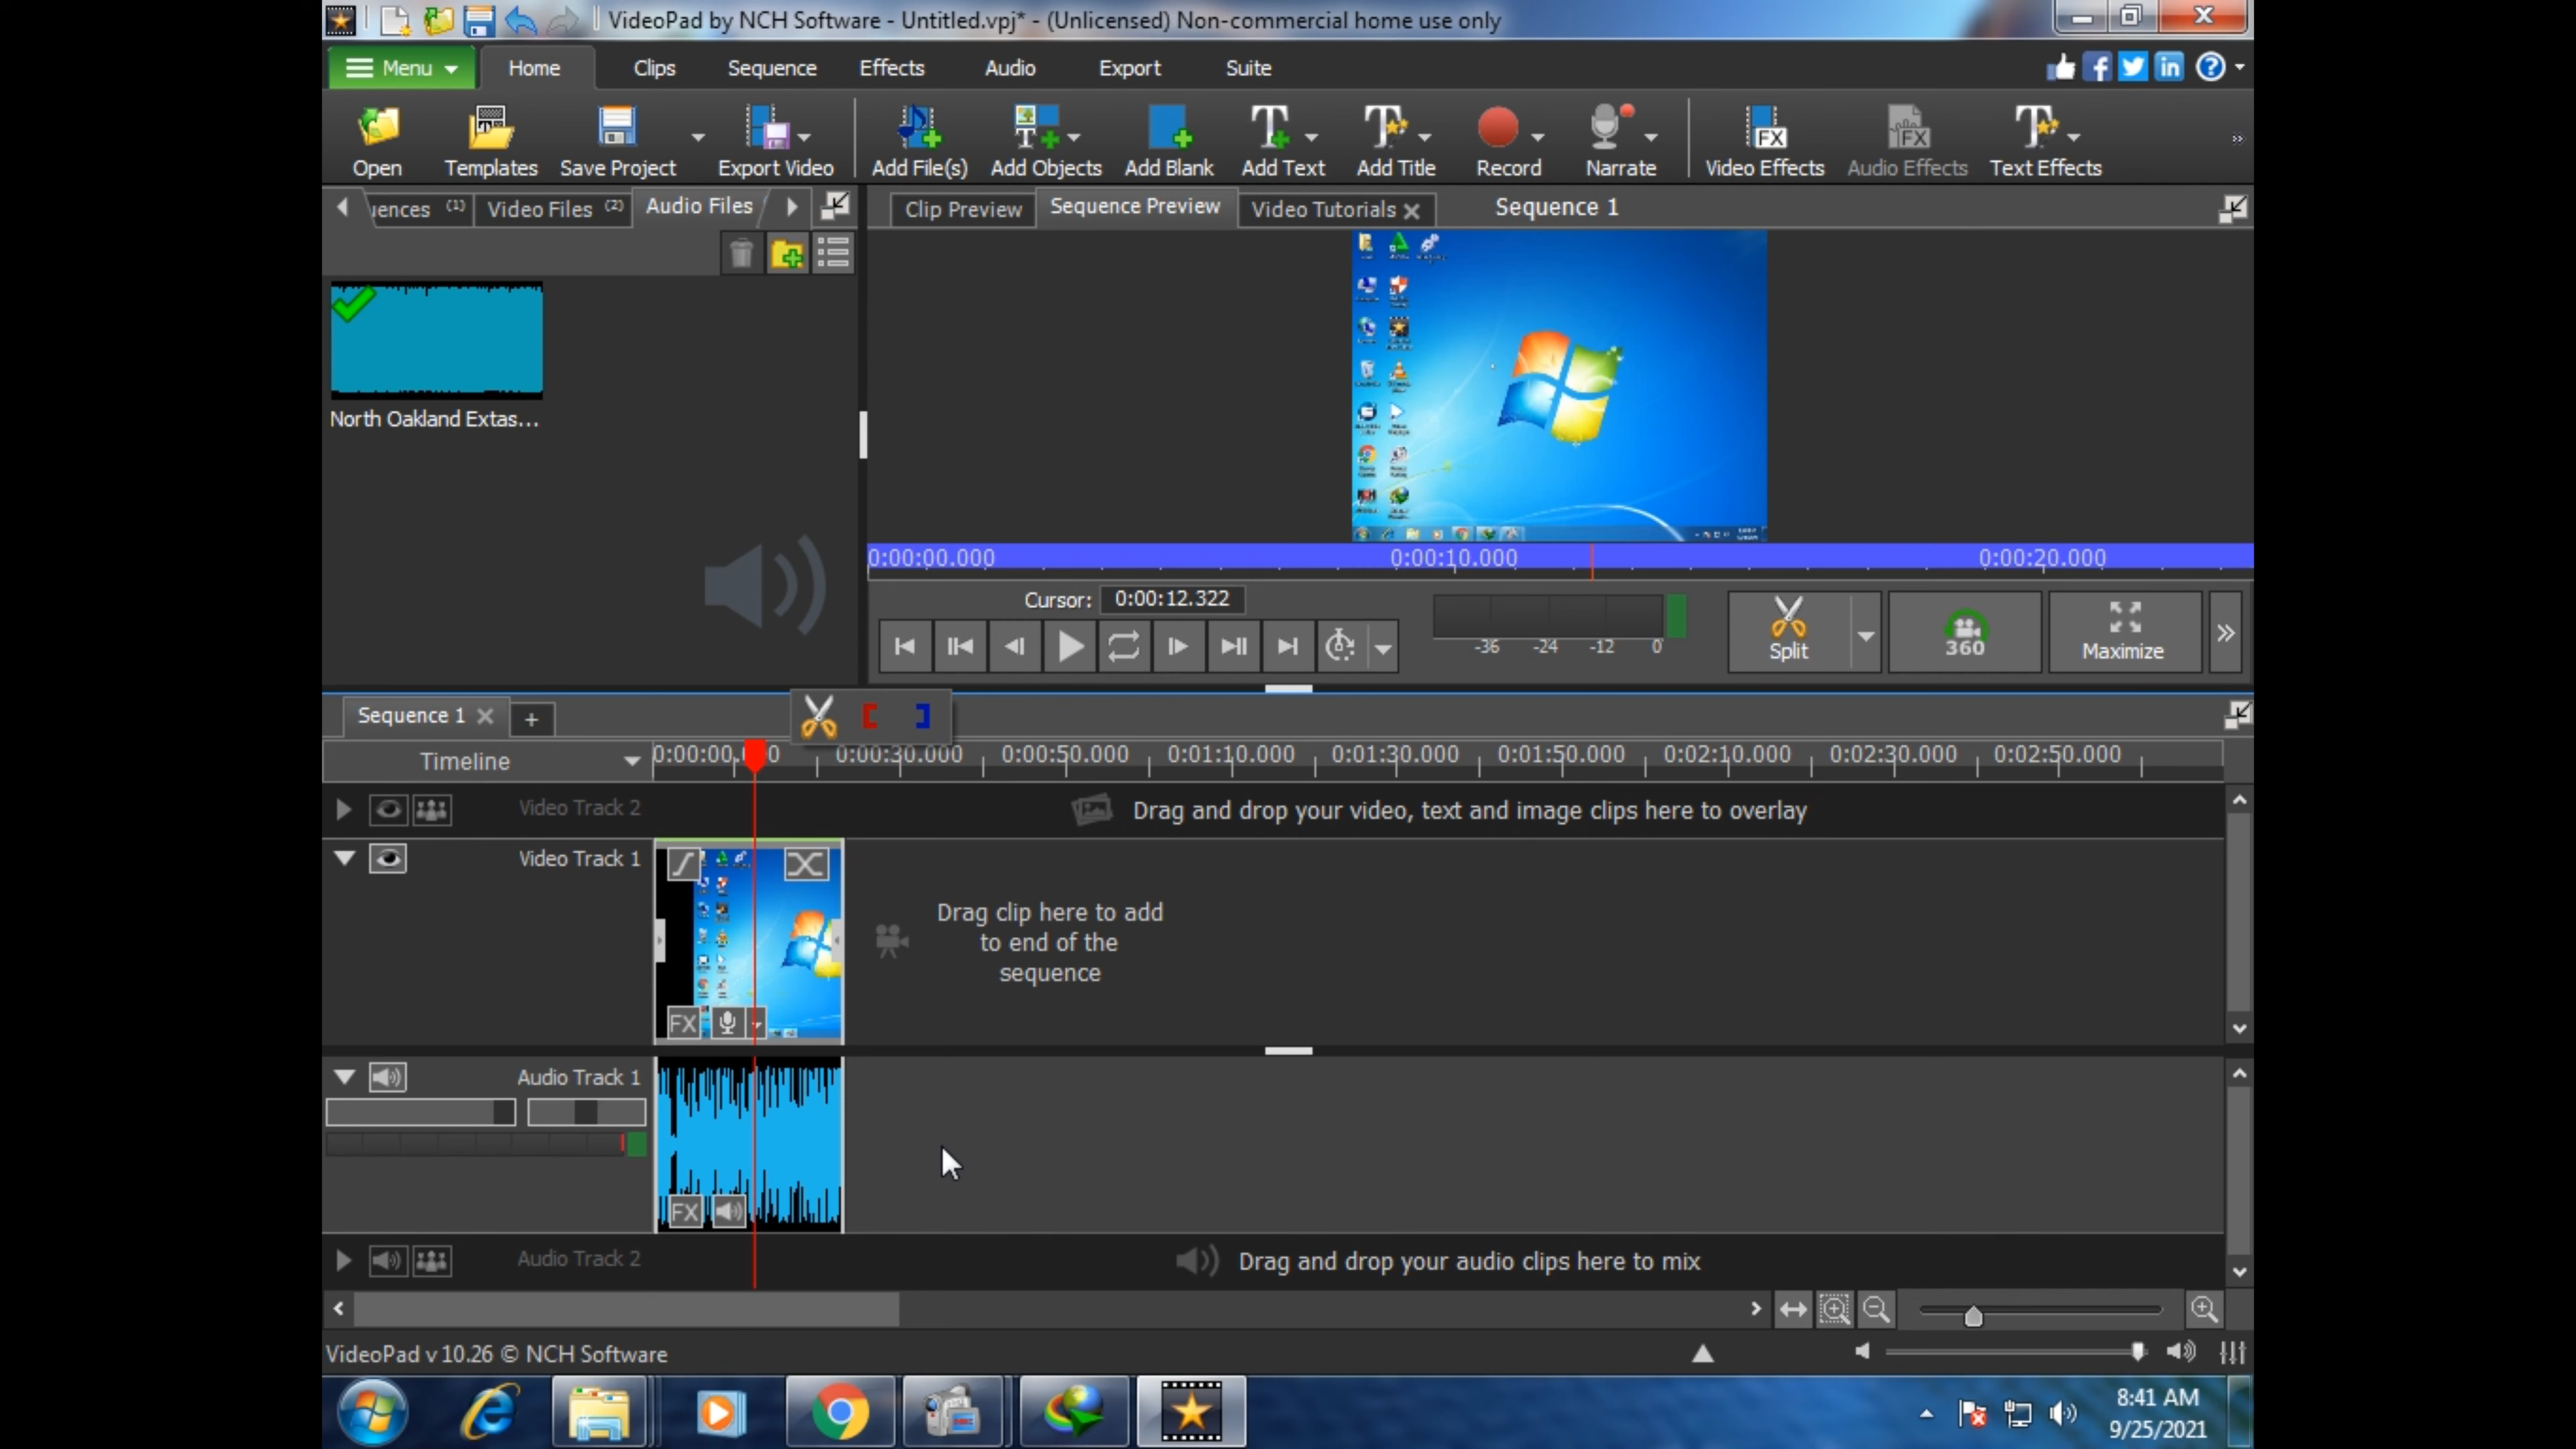 VideoPad by NCH Software - Untitled.vpj* - (Unlicensed) Non-commercial home use only
Menu Home Clips Sequence Effects Audio Export Suite
Open Templates Save Project Export Video Add File(s) Add Objects Add Blank Add Text Add Title Record Narrate Video Effects Audio Effects Text Effects
uences (1) Video Files (2) Audio Files
Clip Preview Sequence Preview Video Tutorials Sequence 1
North Oakland Extas...
0:00:00.000 0:00:10.000 0:00:20.000
Cursor: 0:00:12.322
-36 -24 -12 0
Split 360 Maximize
Sequence 1
Timeline 0:00:00. 0 0:00:30.000 0:00:50.000 0:01:10.000 0:01:30.000 0:01:50.000 0:02:10.000 0:02:30.000 0:02:50.000
Video Track 2 Drag and drop your video, text and image clips here to overlay
Video Track 1
Drag clip here to add
to end of the
sequence
FX
Audio Track 1
FX
Audio Track 2 Drag and drop your audio clips here to mix
VideoPad v 10.26 © NCH Software
8:41 AM
9/25/2021